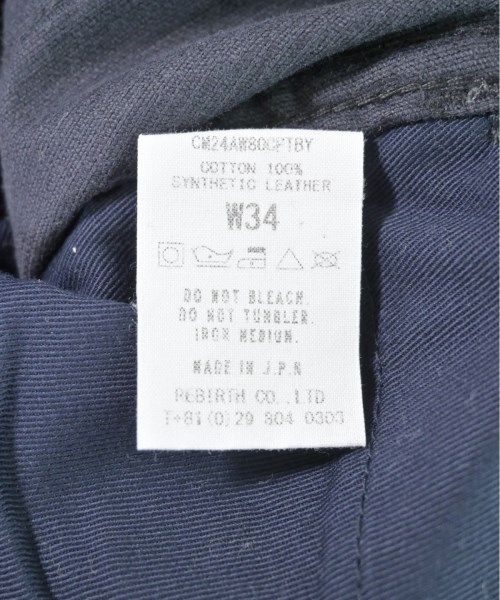 CM24AW80CPTBY
COTTON 100%
SYNTHETIC LEATHER
W34
DO NOT BLEACH.
DO NOT TUMBLER.
IRON MEDIUM.
MADE IN J.P.N
REBIRTH CO.,LTD
T+81(0)29 304 0303